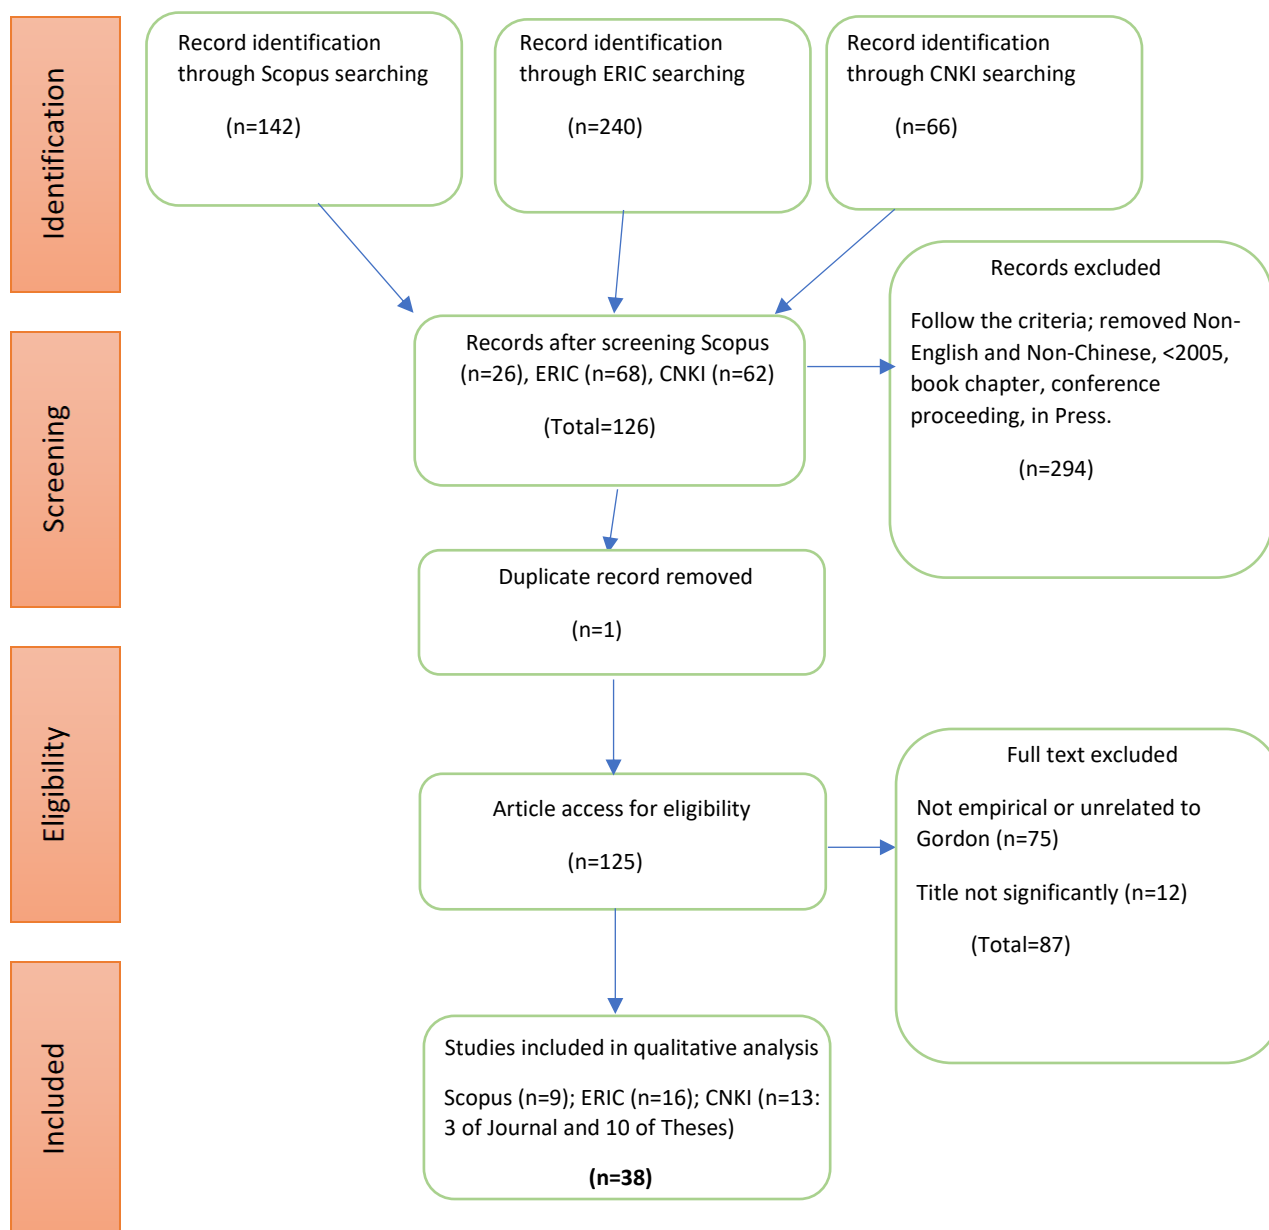 Identification
Record identification
through Scopus searching
(n=142)
Record identification
through ERIC searching
(n=240)
Record identification
through CNKI searching
(n=66)
Records excluded
Follow the criteria; removed Non-
English and Non-Chinese, <2005,
book chapter, conference
proceeding, in Press.
(n=294)
Screening
Records after screening Scopus
(n=26), ERIC (n=68), CNKI (n=62)
(Total=126)
Duplicate record removed
(n=1)
Eligibility
Article access for eligibility
(n=125)
Full text excluded
Not empirical or unrelated to
Gordon (n=75)
Title not significantly (n=12)
(Total=87)
Included
Studies included in qualitative analysis
Scopus (n=9); ERIC (n=16); CNKI (n=13:
3 of Journal and 10 of Theses)
(n=38)